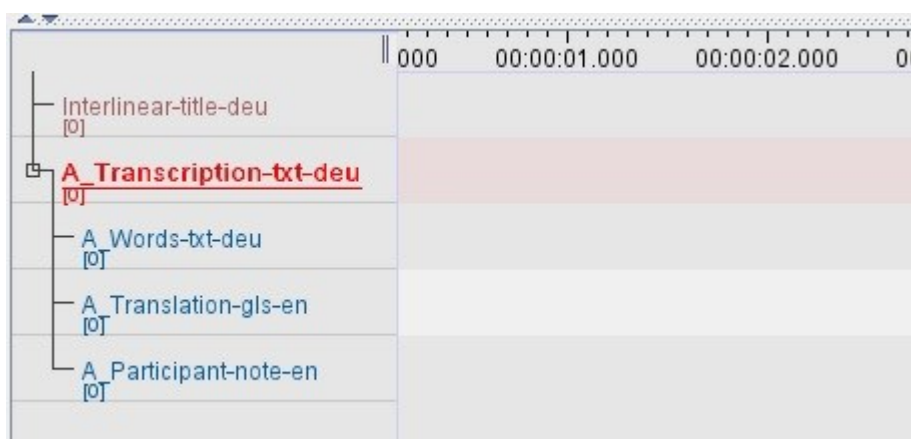 000 00:00:01.000 00:00:02.000 0
Interlinear-title-deu
[0]
A_Transcription-txt-deu
[0]
A_Words-txt-deu
[0]
A_Translation-gls-en
[0]
A_Participant-note-en
[0]